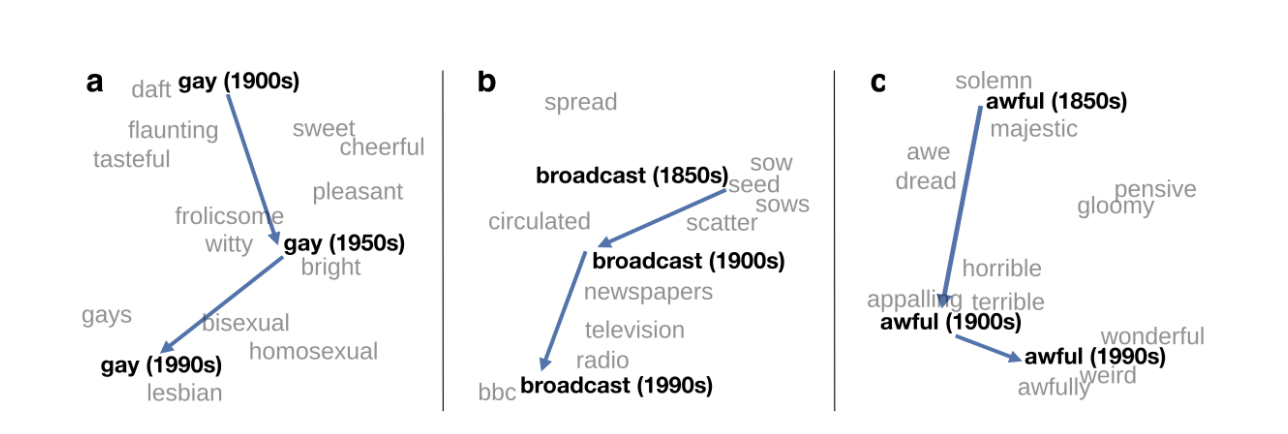 a
daft gay (1900s)
flaunting
sweet
tasteful
cheerful
pleasant
frolicsome
witty
gay (1950s)
bright
gays
bisexual
homosexual
gay (1990s)
lesbian
b
spread
sow
broadcast (1850s)
seed
sows
circulated
scatter
broadcast (1900s)
newspapers
television
radio
bbc broadcast (1990s)
c
solemn
awful (1850s)
majestic
awe
dread
pensive
gloomy
horrible
appalling terrible
awful (1900s)
wonderful
awful (1990s)
weird
awfully